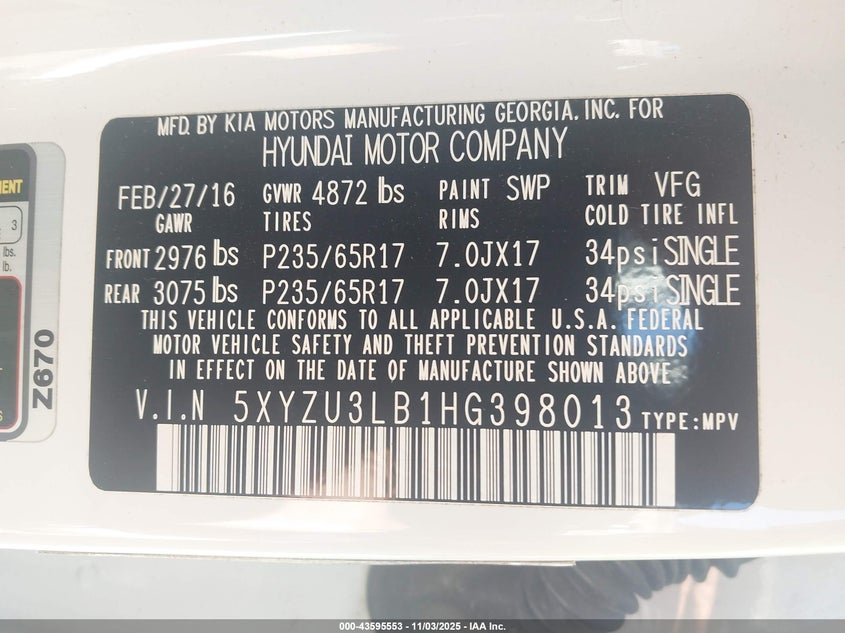 MFD. BY KIA MOTORS MANUFACTURING GEORGIA, INC. FOR
HYUNDAI MOTOR COMPANY
FEB/27/16 GVWR 4872 lbs PAINT SWP TRIM VFG
GAWR TIRES RIMS COLD TIRE INFL
FRONT 2976 lbs P235/65R17 7.0JX17 34psi SINGLE
REAR 3075 lbs P235/65R17 7.0JX17 34psi SINGLE
THIS VEHICLE CONFORMS TO ALL APPLICABLE U.S.A. FEDERAL
MOTOR VEHICLE SAFETY AND THEFT PREVENTION STANDARDS
IN EFFECT ON THE DATE OF MANUFACTURE SHOWN ABOVE
V.I.N 5XYZU3LB1HG398013 TYPE:MPV
3
lbs.
lb.
Z670
000-43595553 - 11/03/2025 - IAA Inc.